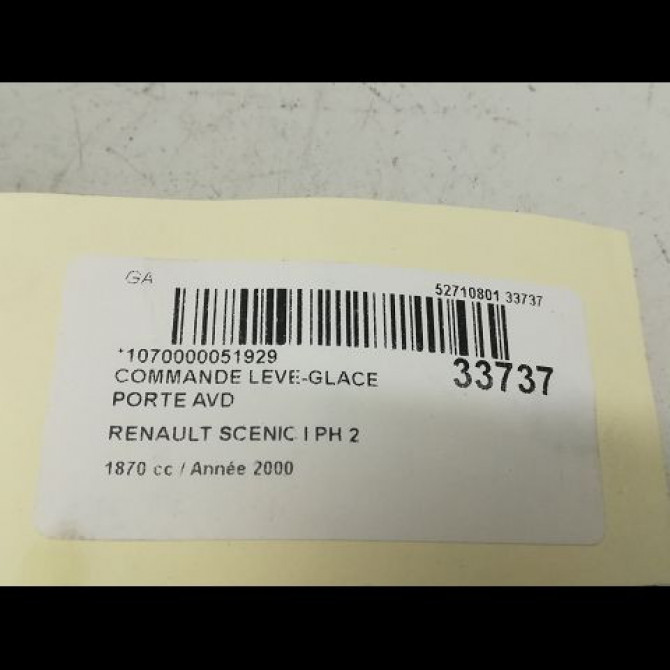 GA
52710801 33737
*1070000051929
33737
COMMANDE LEVE-GLACE
PORTE AVD
RENAULT SCENIC I PH 2
1870 cc / Année 2000